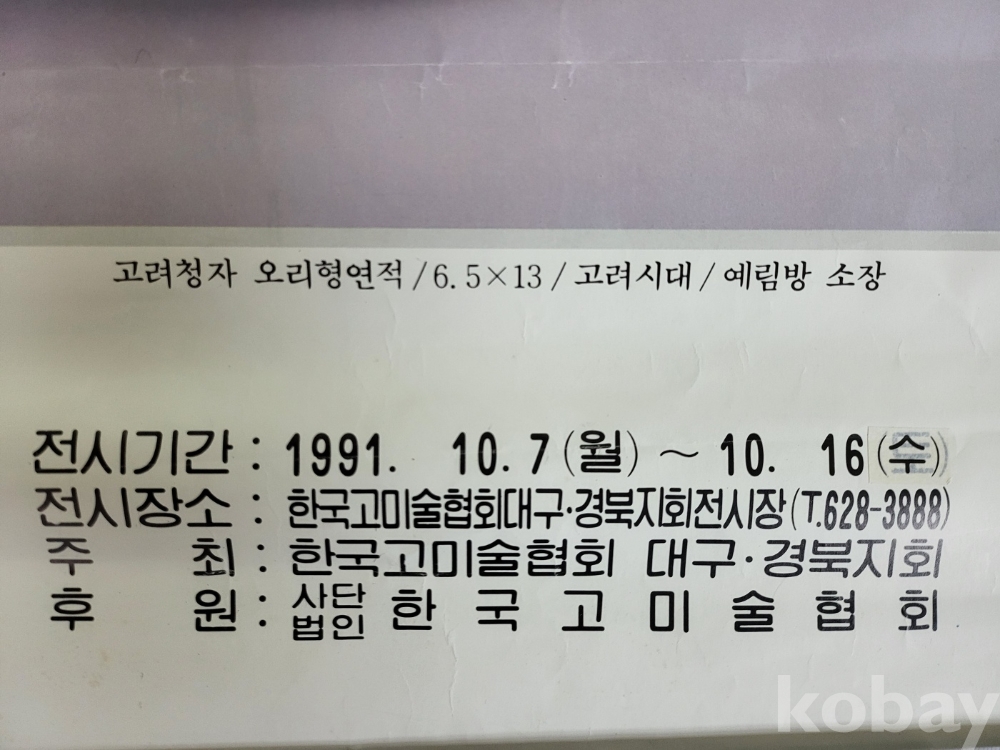 고려청자 오리형연적/6.5×13/고려시대/예림방 소장
전시기간 : 1991. 10. 7 (월) ~ 10. 16 (수)
전시장소 : 한국고미술협회대구·경북지회전시장 (T.628-3888)
주 최 : 한국고미술협회 대구·경북지회
후 원 : 사단법인 한국고미술협회
kobay